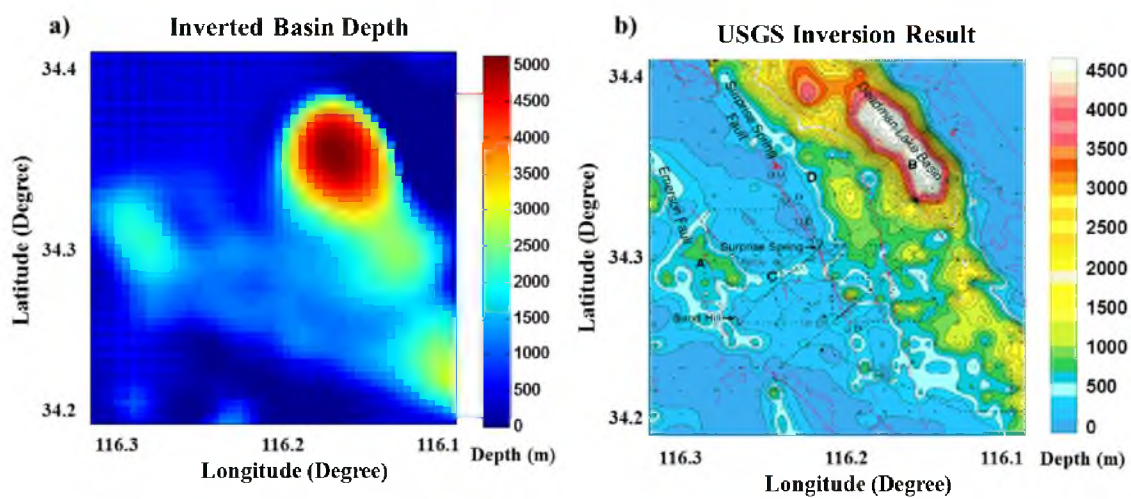 a)
Inverted Basin Depth
34.4
34.3
34.2
Latitude (Degree)
116.3
116.2
116.1
Longitude (Degree)
Depth (m)
5000
4500
4000
3500
3000
2500
2000
1500
1000
500
0
b)
USGS Inversion Result
34.4
34.3
34.2
Latitude (Degree)
116.3
116.2
116.1
Longitude (Degree)
Depth (m)
4500
4000
3500
3000
2500
2000
1500
1000
500
0
Surprise Spring
Fault
Deadman Lake Basin
B
D
Emerson Fault
A
Surprise Spring
C
Sand Hill